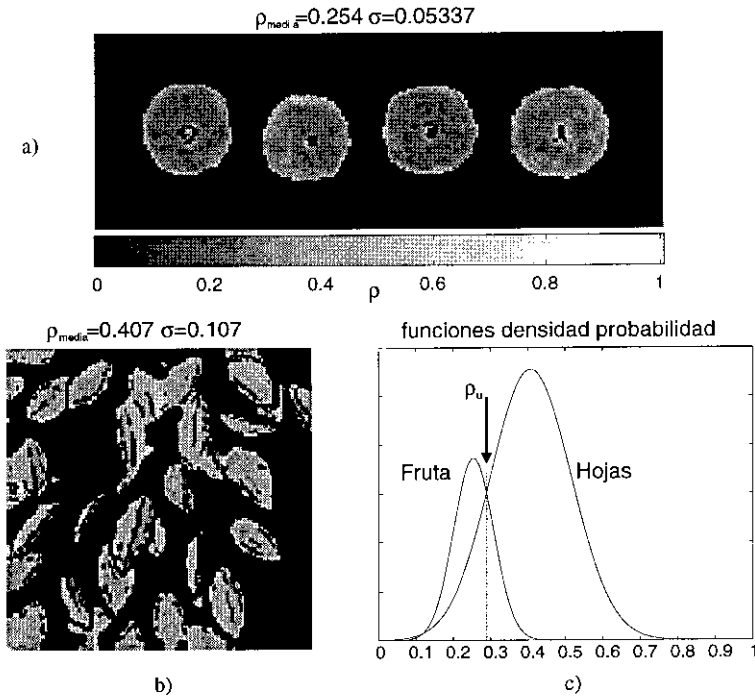 ρmedia=0.254 σ=0.05337
a)
0 0.2 0.4 0.6 0.8 1
ρ
ρmedia=0.407 σ=0.107
funciones densidad probabilidad
ρu
Fruta
Hojas
0 0.1 0.2 0.3 0.4 0.5 0.6 0.7 0.8 0.9 1
b)
c)